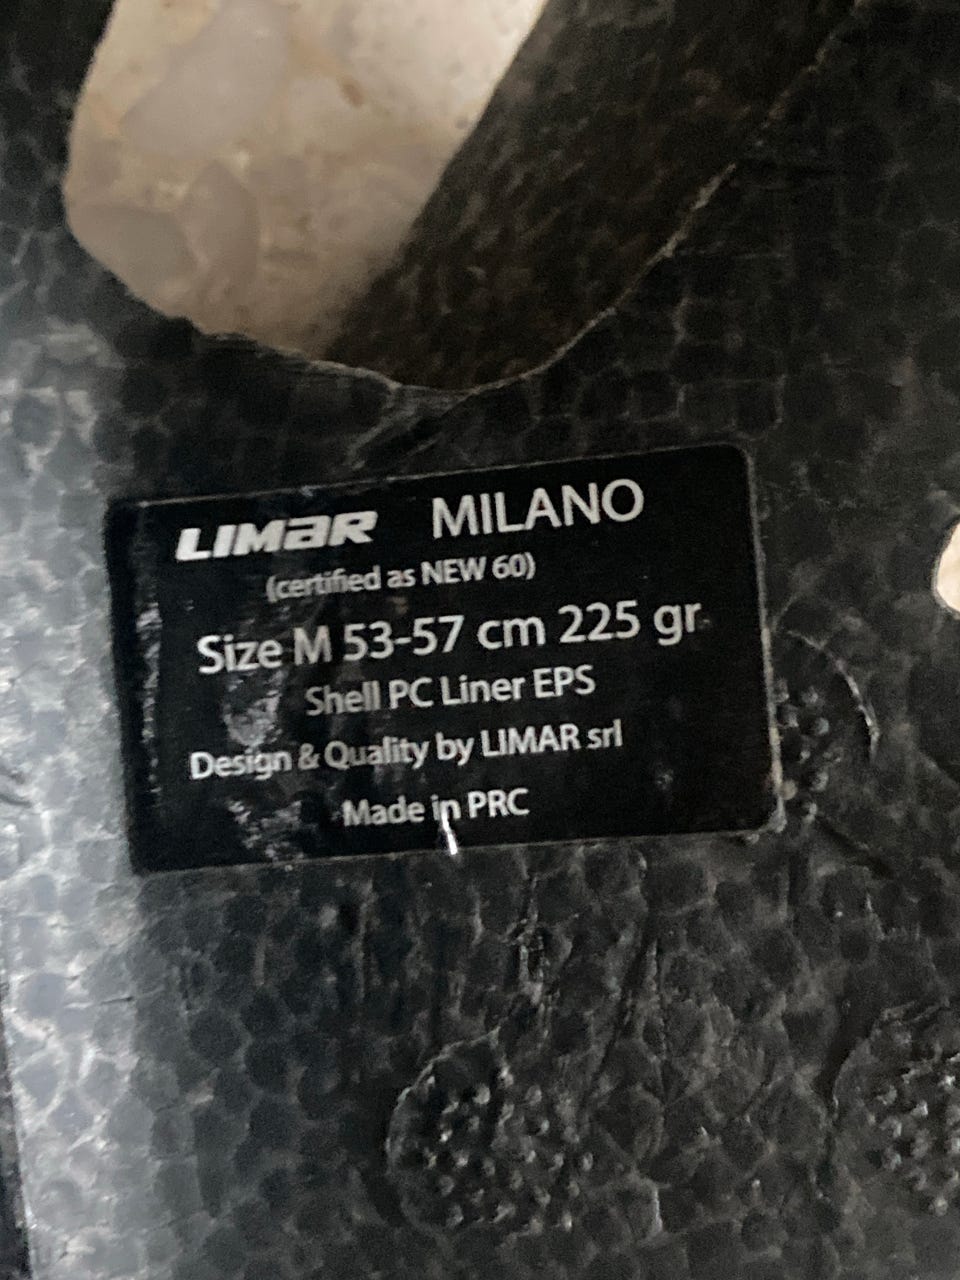 LIMAR MILANO
(certified as NEW 60)
Size M 53-57 cm 225 gr.
Shell PC Liner EPS
Design & Quality by LIMAR srl
Made in PRC